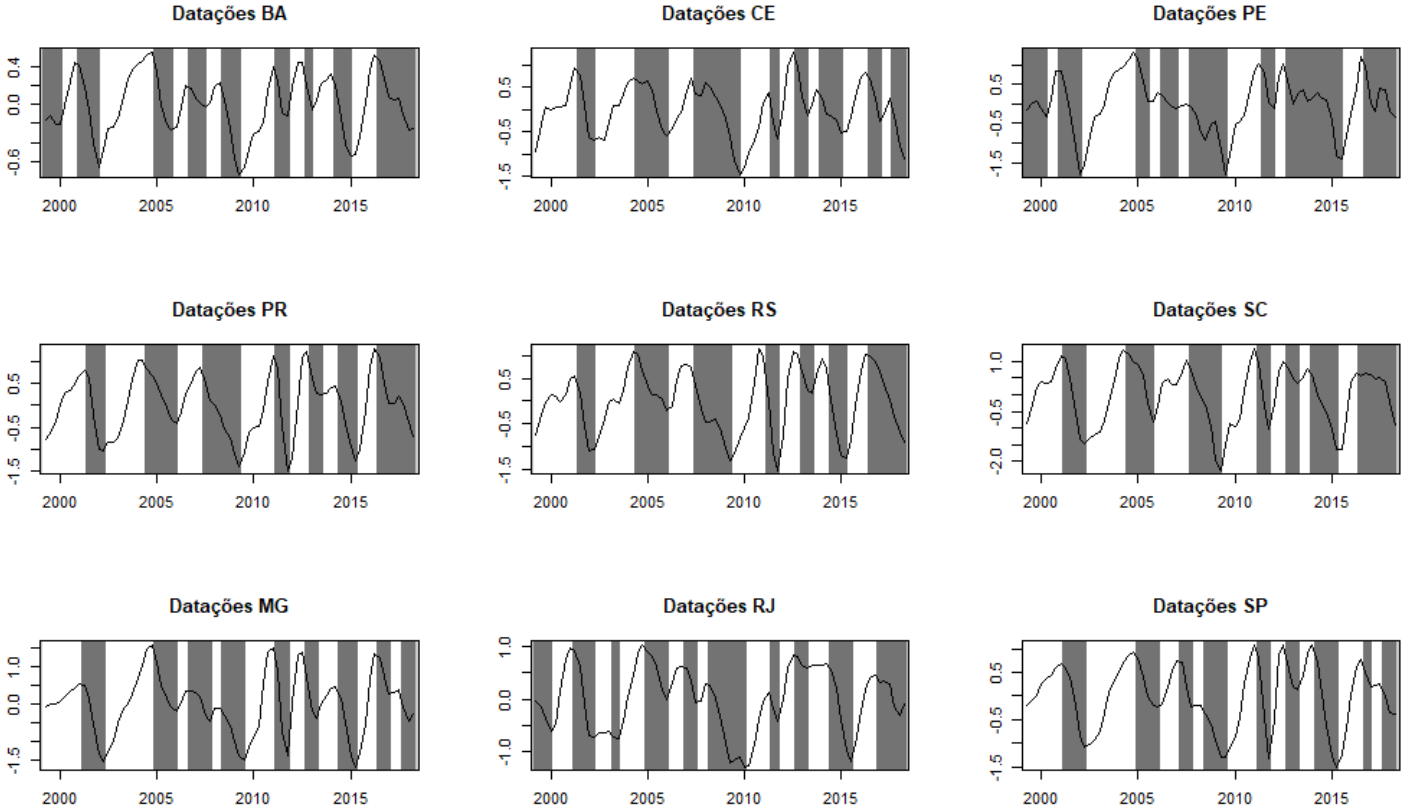 Datações BA
-0.6 0.0 0.4
2000 2005 2010 2015
Datações CE
-1.5 -0.5 0.5
2000 2005 2010 2015
Datações PE
-1.5 -0.5 0.5
2000 2005 2010 2015
Datações PR
-1.5 -0.5 0.5
2000 2005 2010 2015
Datações RS
-1.5 -0.5 0.5
2000 2005 2010 2015
Datações SC
-2.0 -0.5 1.0
2000 2005 2010 2015
Datações MG
-1.5 0.0 1.0
2000 2005 2010 2015
Datações RJ
-1.0 0.0 1.0
2000 2005 2010 2015
Datações SP
-1.5 -0.5 0.5
2000 2005 2010 2015